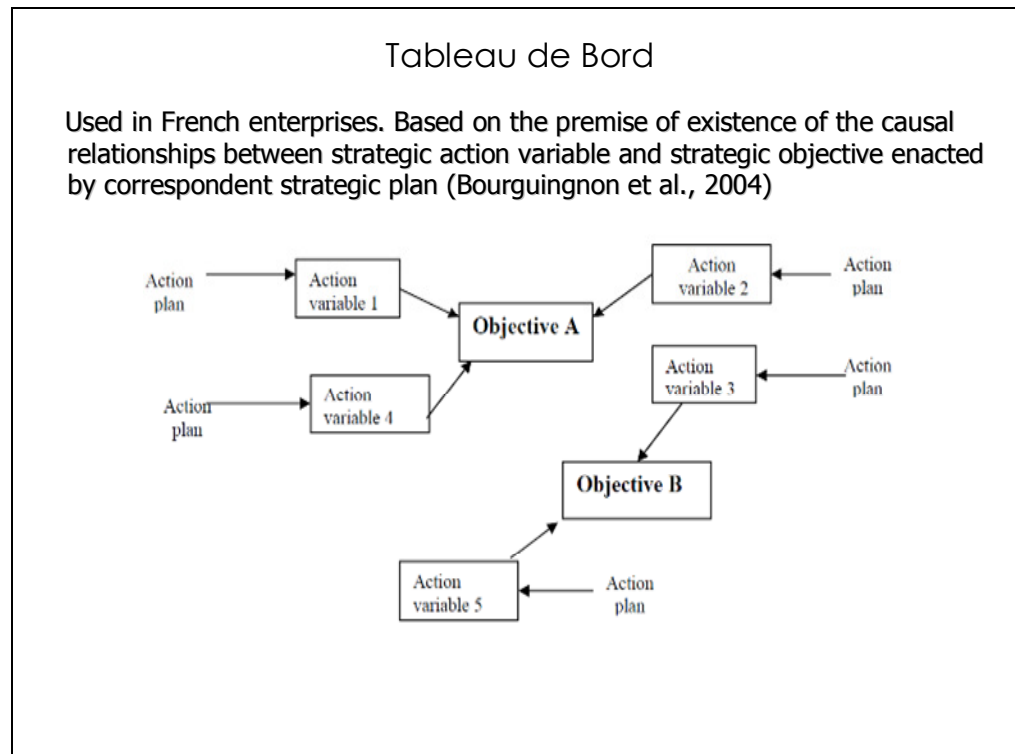 Tableau de Bord
Used in French enterprises. Based on the premise of existence of the causal
relationships between strategic action variable and strategic objective enacted
by correspondent strategic plan (Bourguingnon et al., 2004)
Action
plan
Action
variable 1
Action
variable 2
Action
plan
Objective A
Action
variable 3
Action
plan
Action
plan
Action
variable 4
Objective B
Action
variable 5
Action
plan